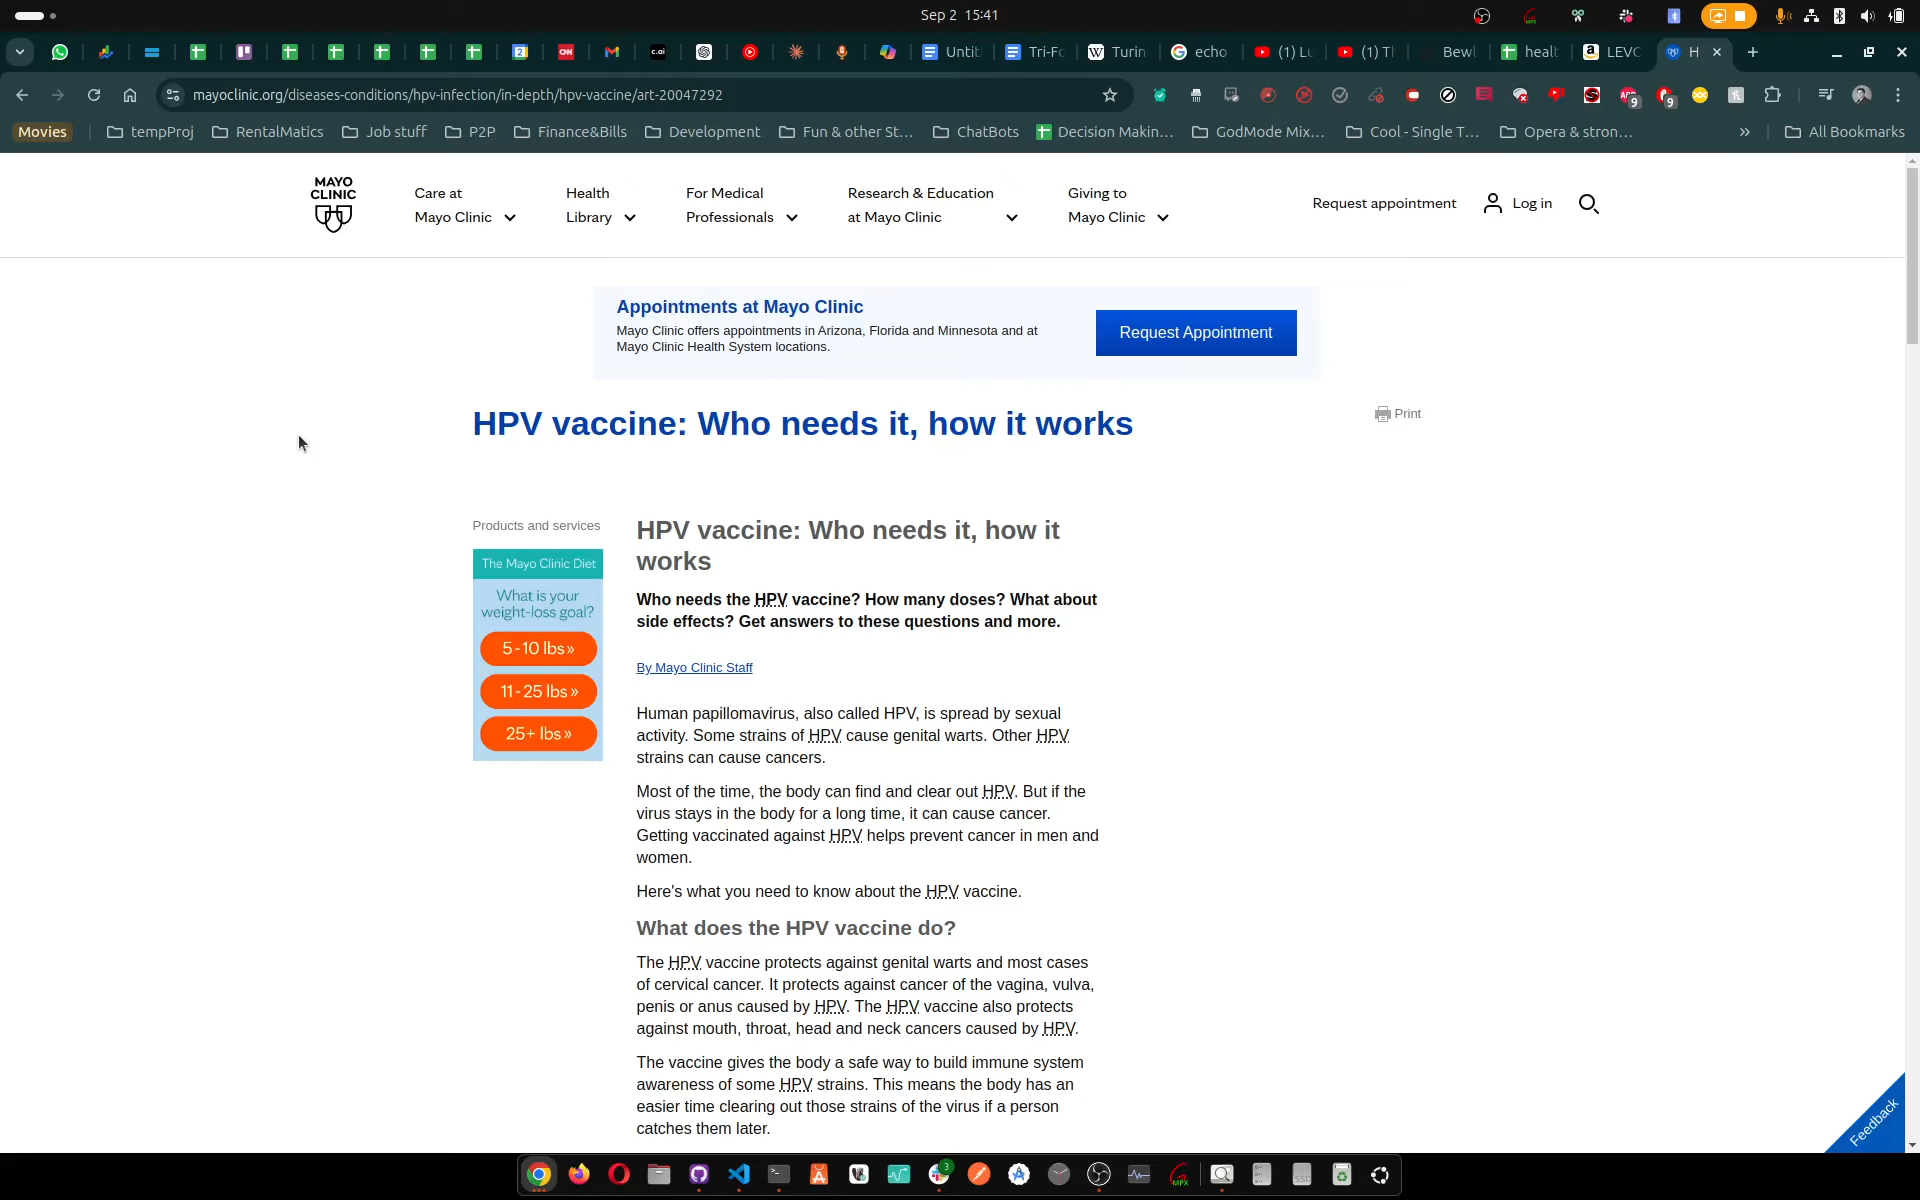 Sep 2 15:41
Untit
Tri-Fo
Turin
echo
(1) Lu
(1) Th
Bewl
healt
LEVO
H
mayoclinic.org/diseases-conditions/hpv-infection/in-depth/hpv-vaccine/art-20047292
9
9
Movies
tempProj
RentalMatics
Job stuff
P2P
Finance&Bills
Development
Fun & other St...
ChatBots
Decision Makin...
GodMode Mix...
Cool - Single T...
Opera & stron...
All Bookmarks
MAYO
CLINIC
Care at
Mayo Clinic
Health
Library
For Medical
Professionals
Research & Education
at Mayo Clinic
Giving to
Mayo Clinic
Request appointment
Log in
Appointments at Mayo Clinic
Mayo Clinic offers appointments in Arizona, Florida and Minnesota and at
Mayo Clinic Health System locations.
Request Appointment
HPV vaccine: Who needs it, how it works
Print
Products and services
The Mayo Clinic Diet
What is your
weight-loss goal?
5-10 lbs»
11-25 lbs»
25+ lbs»
HPV vaccine: Who needs it, how it
works
Who needs the HPV vaccine? How many doses? What about
side effects? Get answers to these questions and more.
By Mayo Clinic Staff
Human papillomavirus, also called HPV, is spread by sexual
activity. Some strains of HPV cause genital warts. Other HPV
strains can cause cancers.
Most of the time, the body can find and clear out HPV. But if the
virus stays in the body for a long time, it can cause cancer.
Getting vaccinated against HPV helps prevent cancer in men and
women.
Here's what you need to know about the HPV vaccine.
What does the HPV vaccine do?
The HPV vaccine protects against genital warts and most cases
of cervical cancer. It protects against cancer of the vagina, vulva,
penis or anus caused by HPV. The HPV vaccine also protects
against mouth, throat, head and neck cancers caused by HPV.
The vaccine gives the body a safe way to build immune system
awareness of some HPV strains. This means the body has an
easier time clearing out those strains of the virus if a person
catches them later.
Feedback
3